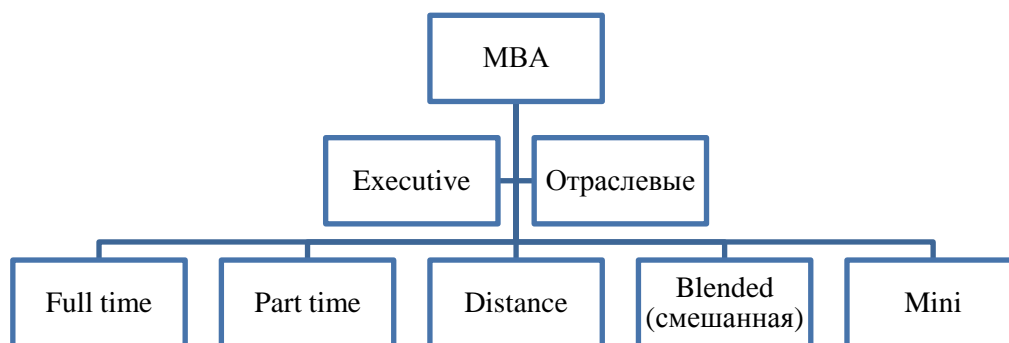 MBA
Executive
Отраслевые
Full time
Part time
Distance
Blended
(смешанная)
Mini